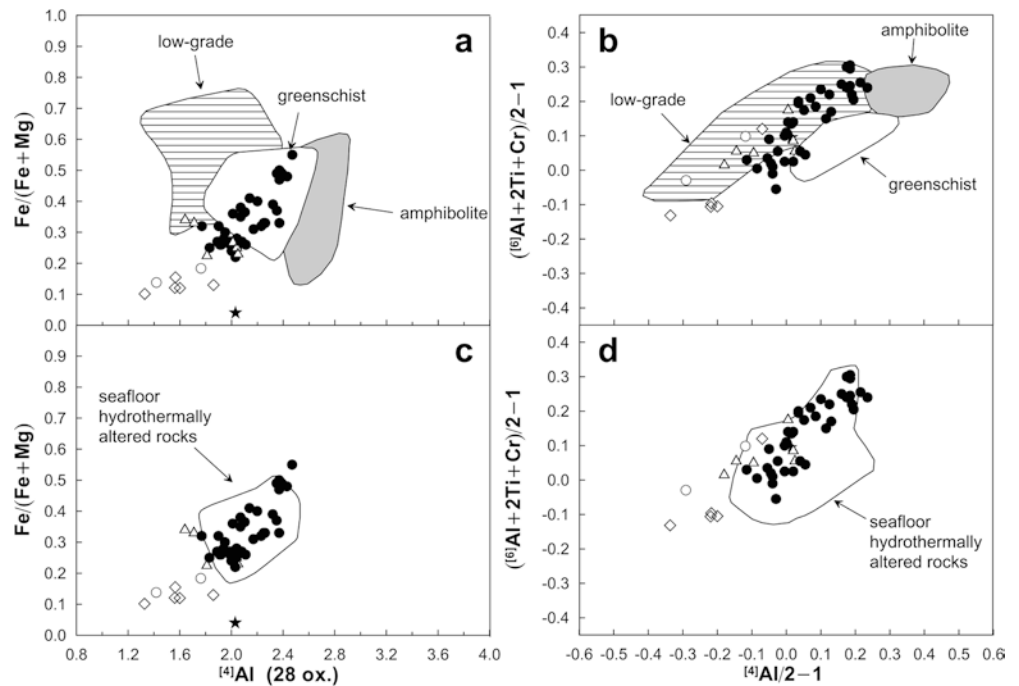 a
low-grade
greenschist
amphibolite
Fe/(Fe+Mg)
1.0
0.9
0.8
0.7
0.6
0.5
0.4
0.3
0.2
0.1
0.0
b
amphibolite
low-grade
greenschist
([6]Al+2Ti+Cr)/2−1
0.4
0.3
0.2
0.1
0.0
-0.1
-0.2
-0.3
-0.4
c
seafloor
hydrothermally
altered rocks
Fe/(Fe+Mg)
0.9
0.8
0.7
0.6
0.5
0.4
0.3
0.2
0.1
0.0
0.8 1.2 1.6 2.0 2.4 2.8 3.2 3.6 4.0
[4]Al (28 ox.)
d
seafloor
hydrothermally
altered rocks
([6]Al+2Ti+Cr)/2−1
0.4
0.3
0.2
0.1
0.0
-0.1
-0.2
-0.3
-0.4
-0.6 -0.5 -0.4 -0.3 -0.2 -0.1 0.0 0.1 0.2 0.3 0.4 0.5 0.6
[4]Al/2−1